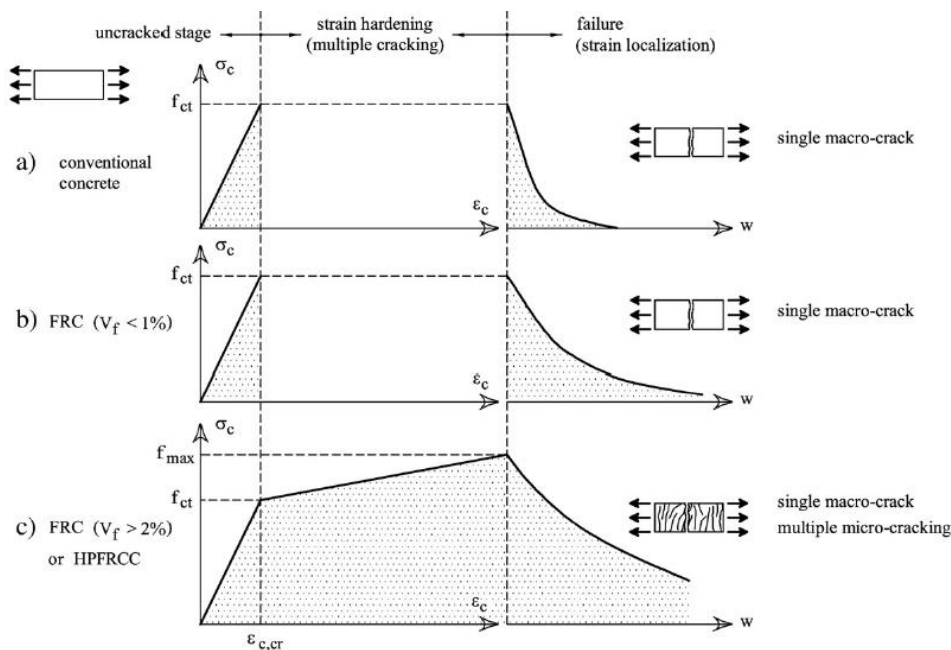 uncracked stage
strain hardening
(multiple cracking)
failure
(strain localization)
σc
fct
a) conventional
concrete
εc
w
single macro-crack
σc
fct
b) FRC (Vf < 1%)
εc
w
single macro-crack
σc
fmax
fct
c) FRC (Vf > 2%)
or HPFRCC
εc
w
single macro-crack
multiple micro-cracking
εc,cr